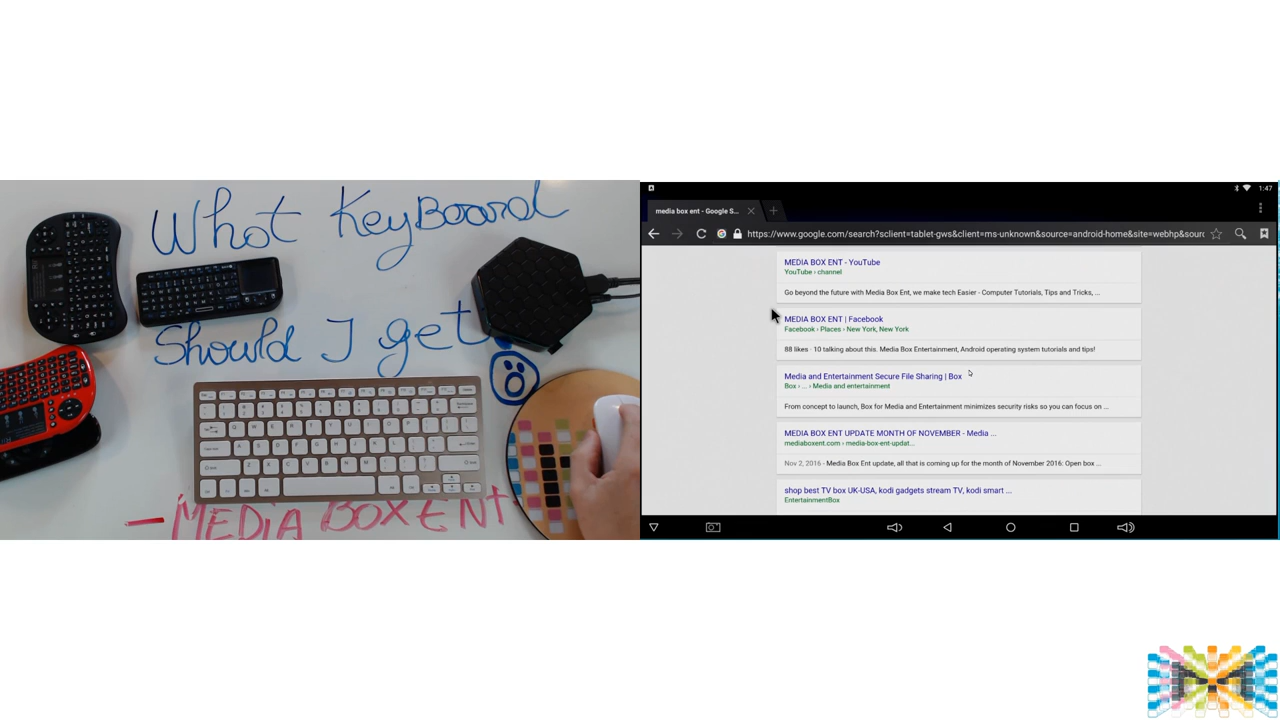 What KeyBoard
Should I get?
- MEDiA BOX ENT
1:47
media box ent - Google S...
https://www.google.com/search?sclient=tablet-gws&client=ms-unknown&source=android-home&site=webhp&sour
MEDIA BOX ENT - YouTube
YouTube › channel
Go beyond the future with Media Box Ent, we make tech Easier - Computer Tutorials, Tips and Tricks, ...
MEDIA BOX ENT | Facebook
Facebook › Places › New York, New York
88 likes · 10 talking about this. Media Box Entertainment, Android operating system tutorials and tips!
Media and Entertainment Secure File Sharing | Box
Box › ... › Media and entertainment
From concept to launch, Box for Media and Entertainment minimizes security risks so you can focus on ...
MEDIA BOX ENT UPDATE MONTH OF NOVEMBER - Media ...
mediaboxent.com › media-box-ent-updat...
Nov 2, 2016 - Media Box Ent update, all that is coming up for the month of November 2016: Open box ...
shop best TV box UK-USA, kodi gadgets stream TV, kodi smart ...
EntertainmentBox